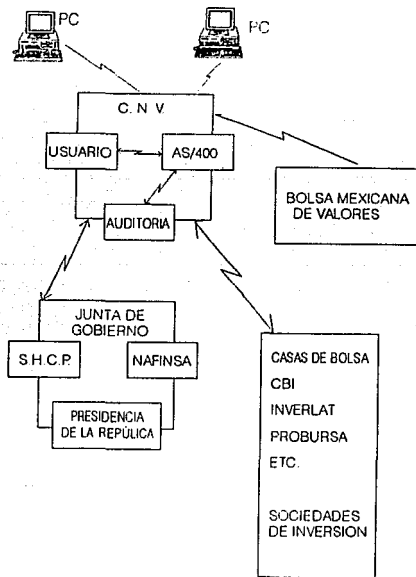 PC
PC
C. N V.
USUARIO
AS/400
AUDITORIA
BOLSA MEXICANA
DE VALORES
JUNTA DE
GOBIERNO
S.H.C.P.
NAFINSA
PRESIDENCIA
DE LA REPÚLICA
CASAS DE BOLSA
CBI
INVERLAT
PROBURSA
ETC.
SOCIEDADES
DE INVERSION